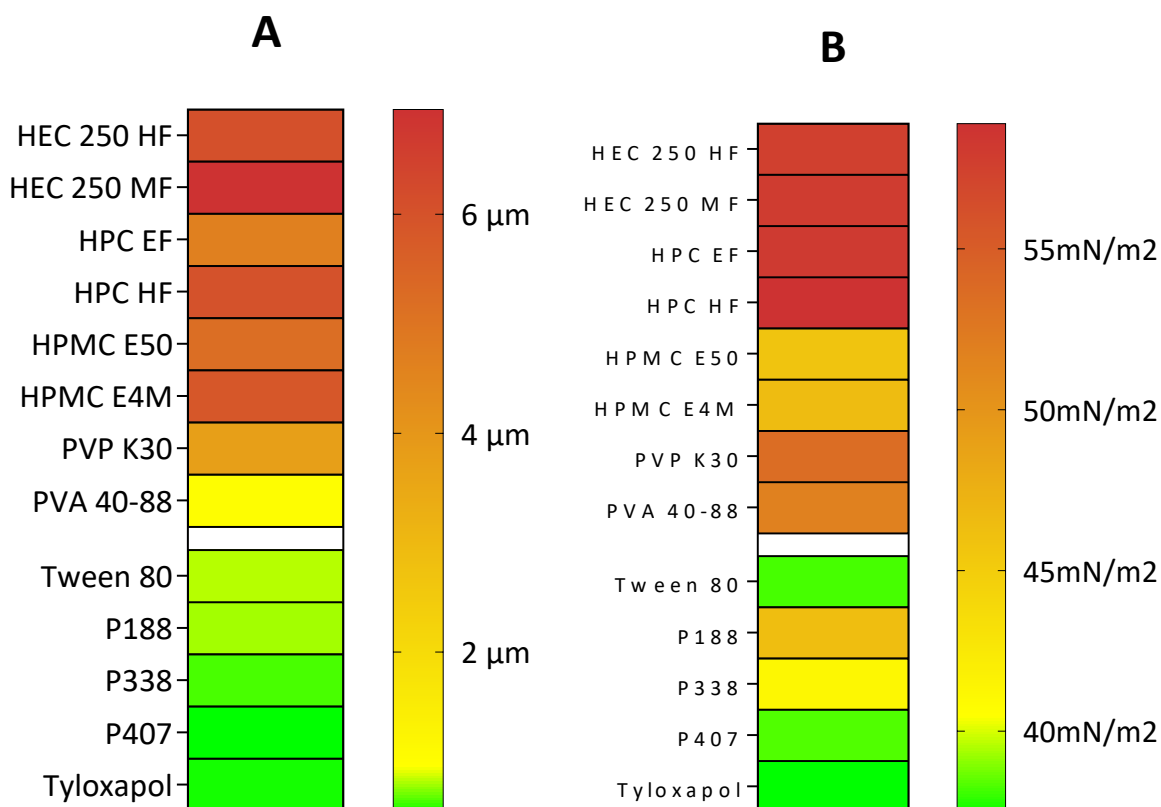 A
HEC 250 HF
HEC 250 MF
HPC EF
HPC HF
HPMC E50
HPMC E4M
PVP K30
PVA 40-88
Tween 80
P188
P338
P407
Tyloxapol
6 µm
4 µm
2 µm
B
HEC 250 HF
HEC 250 MF
HPC EF
HPC HF
HPMC E50
HPMC E4M
PVP K30
PVA 40-88
Tween 80
P188
P338
P407
Tyloxapol
55mN/m2
50mN/m2
45mN/m2
40mN/m2